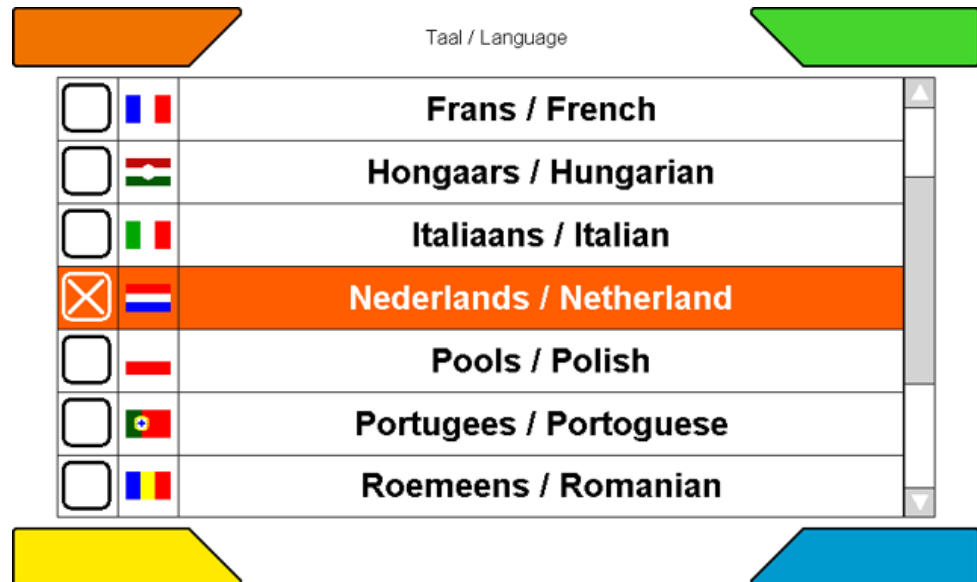 Taal / Language
Frans / French
Hongaars / Hungarian
Italiaans / Italian
Nederlands / Netherland
Pools / Polish
Portugees / Portoguese
Roemeens / Romanian